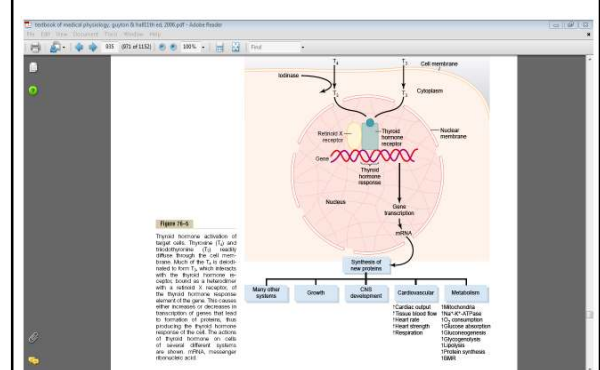 textbook of medical physiology, guyton & hall(11th ed, 2006.pdf - Adobe Reader
File Edit View Document Tools Window Help
935 (971 of 1152) 100% Find
T4 T3 Cell membrane
Iodinase
T3 T3 Cytoplasm
Retinoid X
receptor
Thyroid
hormone
receptor
Nuclear
membrane
Gene
Thyroid
hormone
response
Nucleus
Gene
transcription
mRNA
Figure 76-5
Thyroid hormone activation of
target cells. Thyroxine (T4) and
triiodothyronine (T3) readily
diffuse through the cell mem-
brane. Much of the T4 is deiodi-
nated to form T3, which interacts
with the thyroid hormone re-
ceptor, bound as a heterodimer
with a retinoid X receptor, of
the thyroid hormone response
element of the gene. This causes
either increases or decreases in
transcription of genes that lead
to formation of proteins, thus
producing the thyroid hormone
response of the cell. The actions
of thyroid hormone on cells
of several different systems
are shown. mRNA, messenger
ribonucleic acid.
Synthesis of
new proteins
Many other
systems
Growth
CNS
development
Cardiovascular
Metabolism
↑Cardiac output
↑Tissue blood flow
↑Heart rate
↑Heart strength
↑Respiration
↑Mitochondria
↑Na+-K+-ATPase
↑O2 consumption
↑Glucose absorption
↑Gluconeogenesis
↑Glycogenolysis
↑Lipolysis
↑Protein synthesis
↑BMR